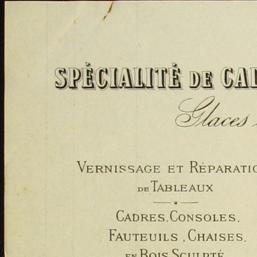 SPÉCIALITÉ DE
Glaces
VERNISSAGE ET
DE TABLEAUX
CADRES, CONSOLES,
FAUTEUILS, CHAISES,
EN BOIS SCULPTÉ